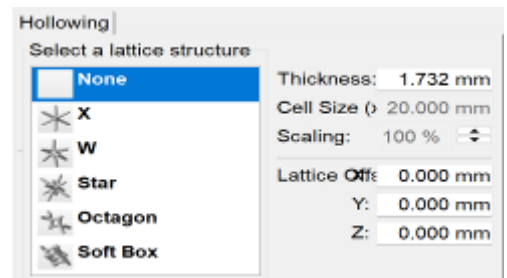 Hollowing
Select a lattice structure
None
X
W
Star
Octagon
Soft Box
Thickness: 1.732 mm
Cell Size (x 20.000 mm
Scaling: 100 %
Lattice Offs 0.000 mm
Y: 0.000 mm
Z: 0.000 mm